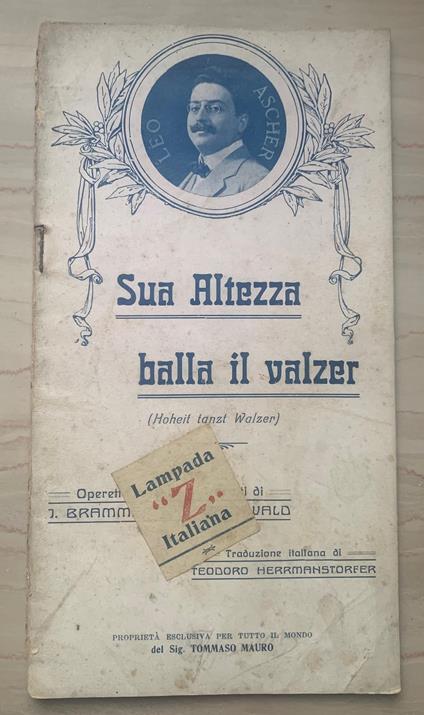 LEO ASCHER
Sua Altezza
balla il valzer
(Hoheit tanzt Walzer)
Lampada
"Z"
Italiana
di
J. BRAMM WALD
Traduzione italiana di
TEODORO HERRMANSTORFER
PROPRIETÀ ESCLUSIVA PER TUTTO IL MONDO
del Sig. TOMMASO MAURO